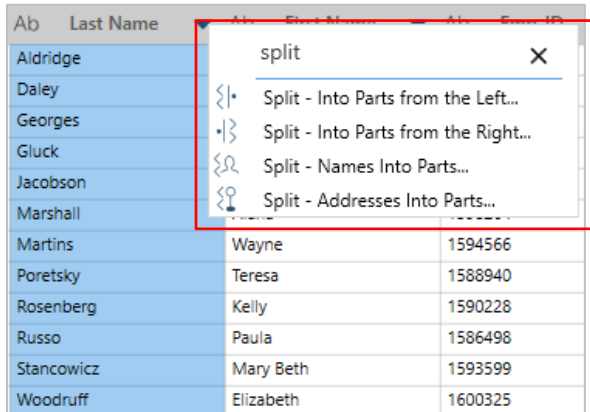 Ab Last Name
split
Aldridge
Daley
Split - Into Parts from the Left...
Georges
Split - Into Parts from the Right...
Gluck
Split - Names Into Parts...
Jacobson
Split - Addresses Into Parts...
Marshall
Martins Wayne 1594566
Poretsky Teresa 1588940
Rosenberg Kelly 1590228
Russo Paula 1586498
Stancowicz Mary Beth 1593599
Woodruff Elizabeth 1600325